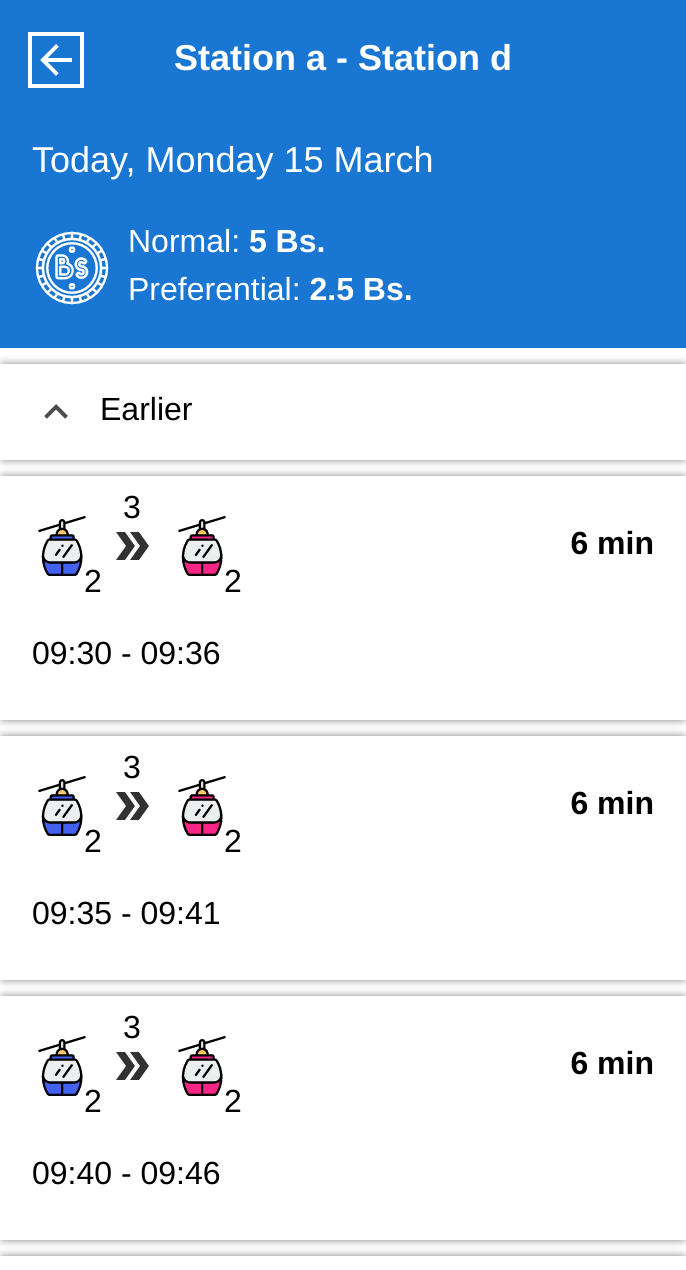 Station a - Station d
Today, Monday 15 March
Bs
Normal: 5 Bs.
Preferential: 2.5 Bs.
Earlier
3
2 2
6 min
09:30 - 09:36
3
2 2
6 min
09:35 - 09:41
3
2 2
6 min
09:40 - 09:46